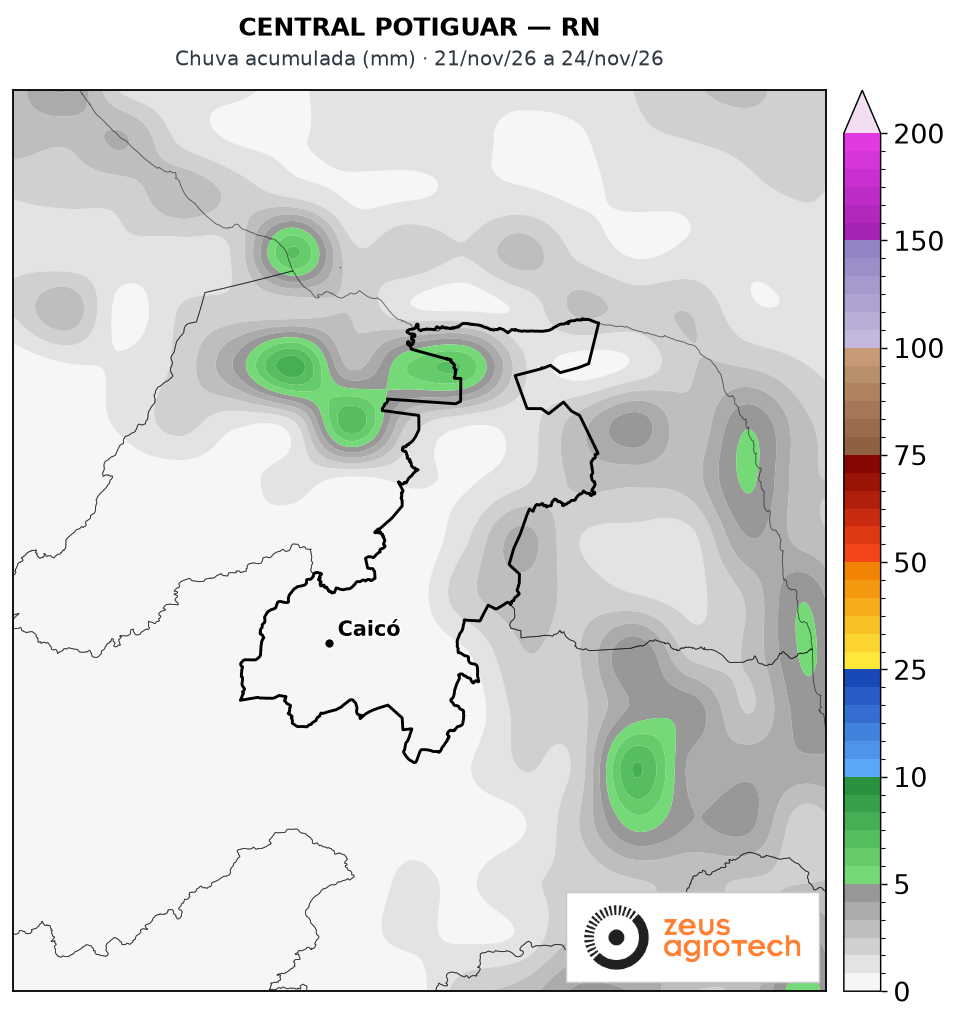 CENTRAL POTIGUAR — RN
Chuva acumulada (mm) · 21/nov/26 a 24/nov/26
200
150
100
75
50
25
10
5
0
Caicó
zeus
agrotech